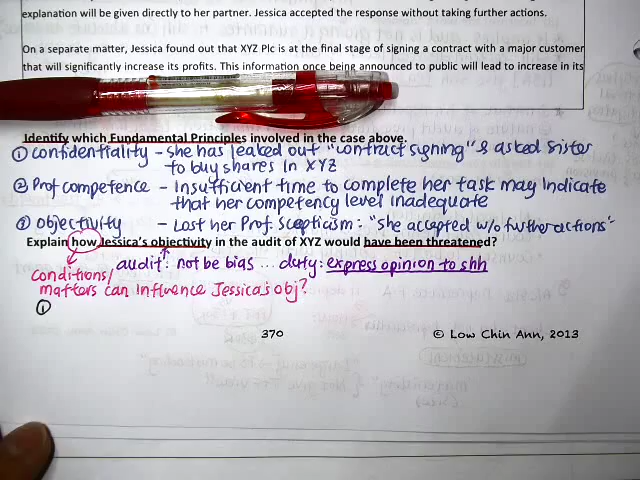 explanation will be given directly to her partner. Jessica accepted the response without taking further actions.
On a separate matter, Jessica found out that XYZ Plc is at the final stage of signing a contract with a major customer
that will significantly increase its profits. This information once being announced to public will lead to increase in its
Identify which Fundamental Principles involved in the case above.
① Confidentiality - She has leaked out "contract signing" & asked sister
to buy shares in XYZ
② Prof competence - Insufficient time to complete her task may indicate
that her competency level inadequate
③ Objectivity - Lost her Prof. Scepticism: "She accepted w/o further actions"
Explain how Jessica's objectivity in the audit of XYZ would have been threatened?
audit: not be bias ... duty: express opinion to shh
conditions/
matters can influence Jessica's obj?
①
370
© Low Chin Ann, 2013